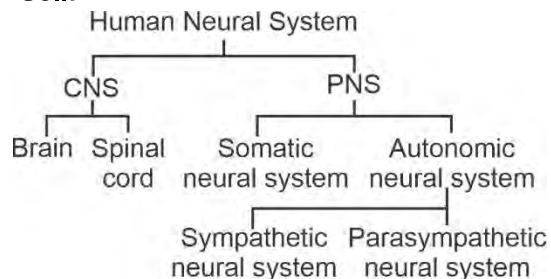 Human Neural System
CNS PNS
Brain Spinal cord Somatic neural system Autonomic neural system
Sympathetic neural system Parasympathetic neural system